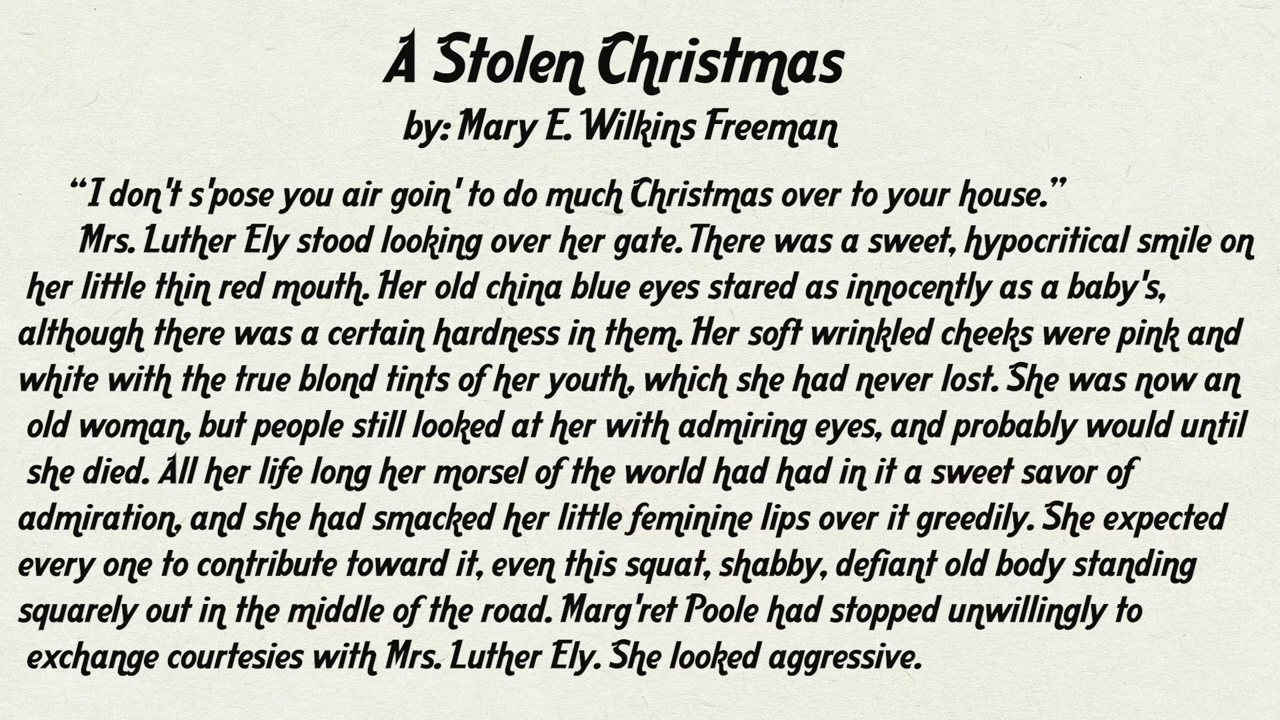 A Stolen Christmas
by: Mary E. Wilkins Freeman
“I don't s'pose you air goin' to do much Christmas over to your house.”
Mrs. Luther Ely stood looking over her gate. There was a sweet, hypocritical smile on
her little thin red mouth. Her old china blue eyes stared as innocently as a baby's,
although there was a certain hardness in them. Her soft wrinkled cheeks were pink and
white with the true blond tints of her youth, which she had never lost. She was now an
old woman, but people still looked at her with admiring eyes, and probably would until
she died. All her life long her morsel of the world had had in it a sweet savor of
admiration, and she had smacked her little feminine lips over it greedily. She expected
every one to contribute toward it, even this squat, shabby, defiant old body standing
squarely out in the middle of the road. Marg'ret Poole had stopped unwillingly to
exchange courtesies with Mrs. Luther Ely. She looked aggressive.